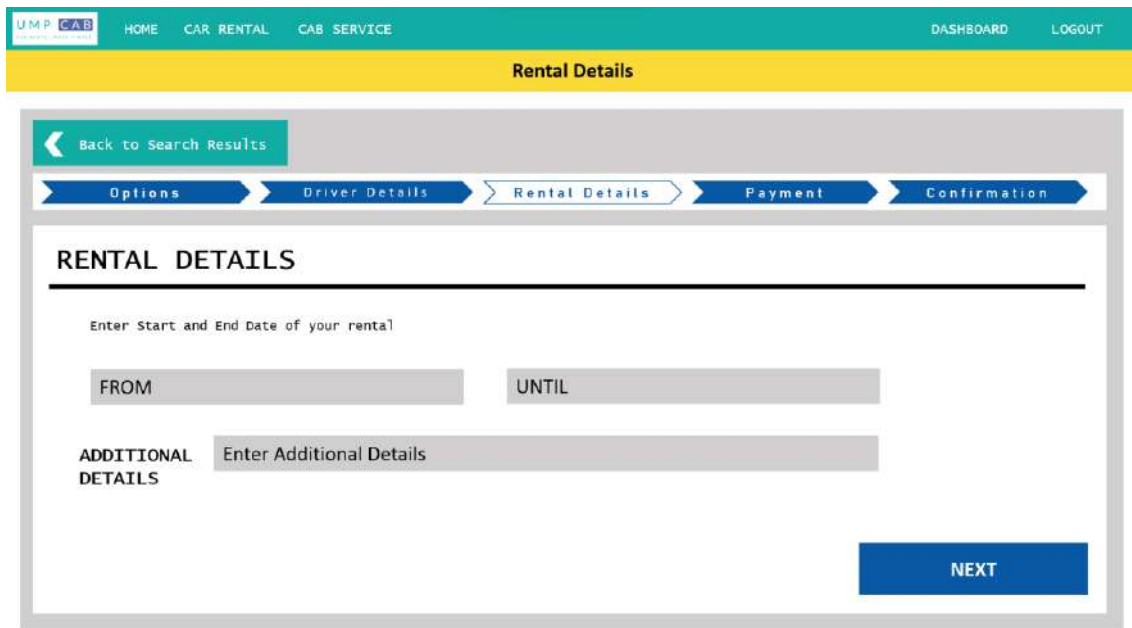 UMP CAB
HOME CAR RENTAL CAB SERVICE DASHBOARD LOGOUT
Rental Details
Back to Search Results
Options Driver Details Rental Details Payment Confirmation
RENTAL DETAILS
Enter Start and End Date of your rental
FROM UNTIL
ADDITIONAL DETAILS
Enter Additional Details
NEXT